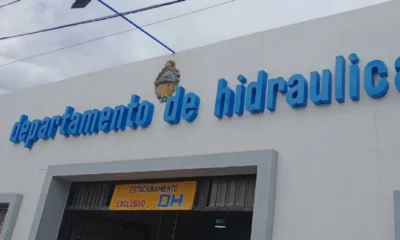 departamento de hidraulica
ESTACIONAMIENTO
EXCLUSIVO DH